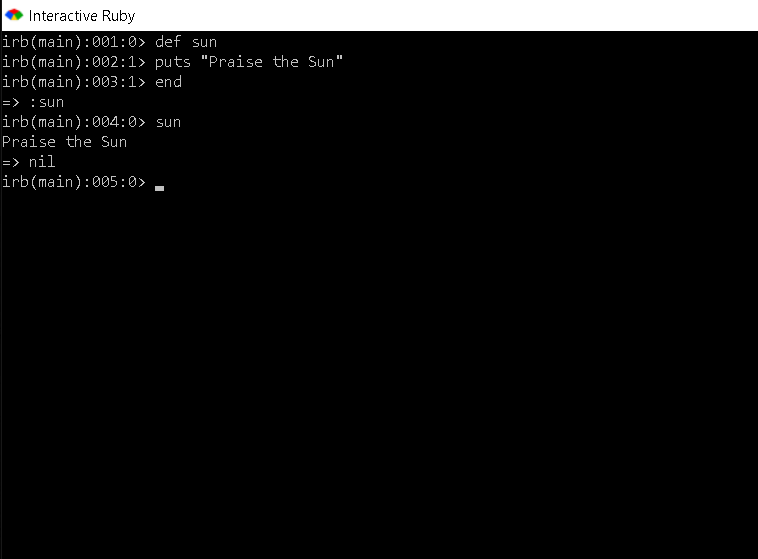 Interactive Ruby
irb(main):001:0> def sun
irb(main):002:1> puts "Praise the Sun"
irb(main):003:1> end
=> :sun
irb(main):004:0> sun
Praise the Sun
=> nil
irb(main):005:0>